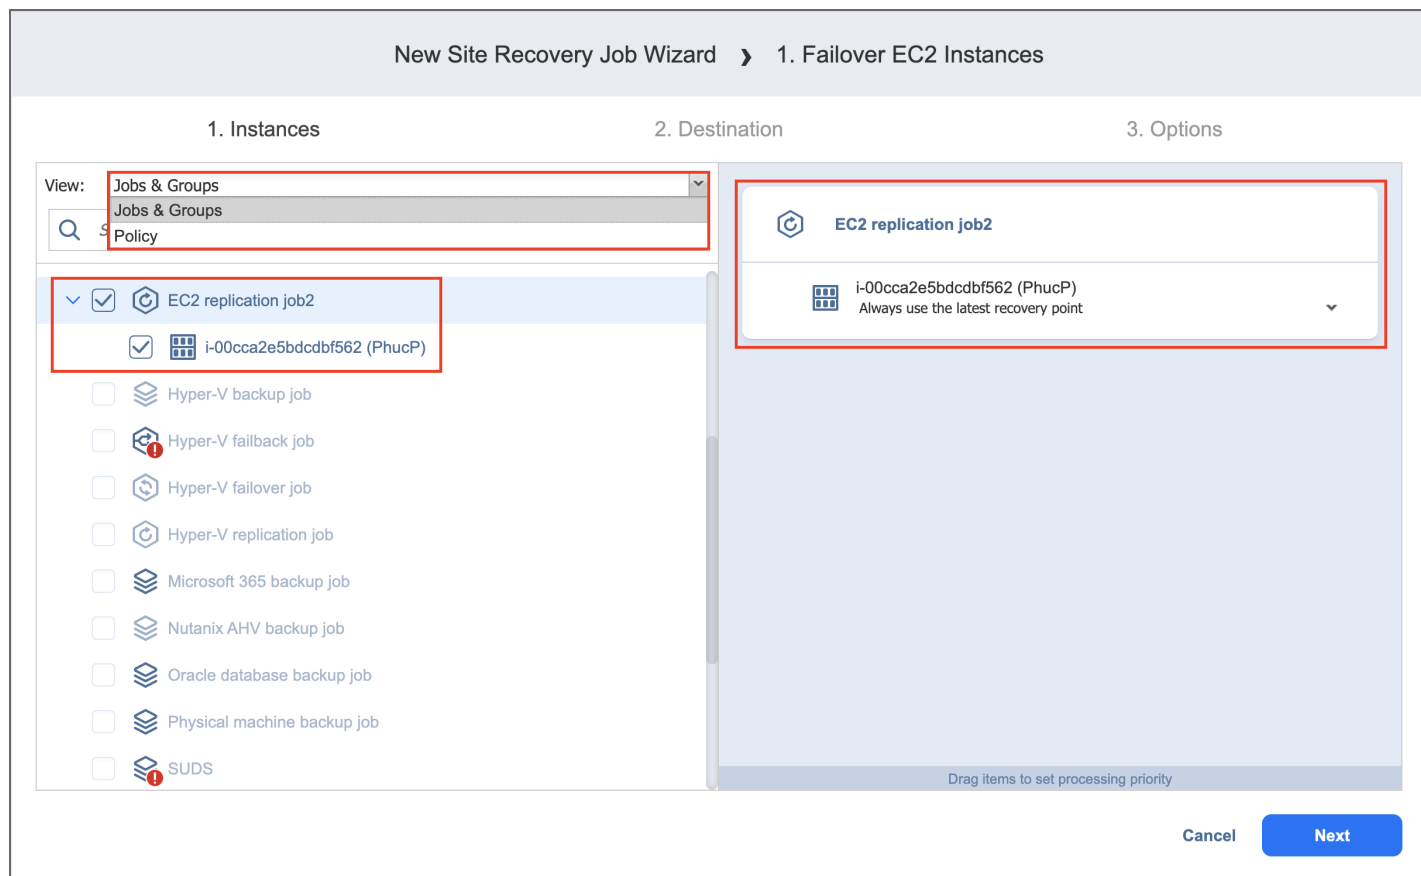 New Site Recovery Job Wizard ❯ 1. Failover EC2 Instances
1. Instances
2. Destination
3. Options
View:
Jobs & Groups
Jobs & Groups
Policy
EC2 replication job2
i-00cca2e5bdcdbf562 (PhucP)
Hyper-V backup job
Hyper-V failback job
Hyper-V failover job
Hyper-V replication job
Microsoft 365 backup job
Nutanix AHV backup job
Oracle database backup job
Physical machine backup job
SUDS
EC2 replication job2
i-00cca2e5bdcdbf562 (PhucP)
Always use the latest recovery point
Drag items to set processing priority
Cancel
Next